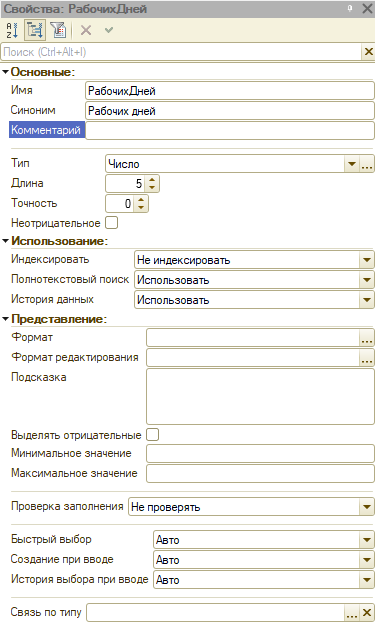 Свойства: РабочихДней
Поиск (Ctrl+Alt+I)
Основные:
Имя РабочихДней
Синоним Рабочих дней
Комментарий
Тип Число
Длина 5
Точность 0
Неотрицательное
Использование:
Индексировать Не индексировать
Полнотекстовый поиск Использовать
История данных Использовать
Представление:
Формат
Формат редактирования
Подсказка
Выделять отрицательные
Минимальное значение
Максимальное значение
Проверка заполнения Не проверять
Быстрый выбор Авто
Создание при вводе Авто
История выбора при вводе Авто
Связь по типу